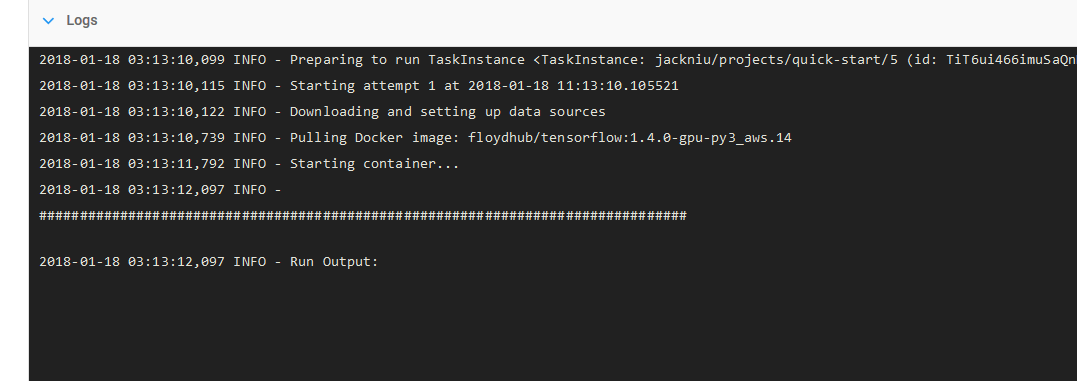 Logs
2018-01-18 03:13:10,099 INFO - Preparing to run TaskInstance <TaskInstance: jackniu/projects/quick-start/5 (id: TiT6ui466imuSaQn
2018-01-18 03:13:10,115 INFO - Starting attempt 1 at 2018-01-18 11:13:10.105521
2018-01-18 03:13:10,122 INFO - Downloading and setting up data sources
2018-01-18 03:13:10,739 INFO - Pulling Docker image: floydhub/tensorflow:1.4.0-gpu-py3_aws.14
2018-01-18 03:13:11,792 INFO - Starting container...
2018-01-18 03:13:12,097 INFO -
################################################################################
2018-01-18 03:13:12,097 INFO - Run Output: